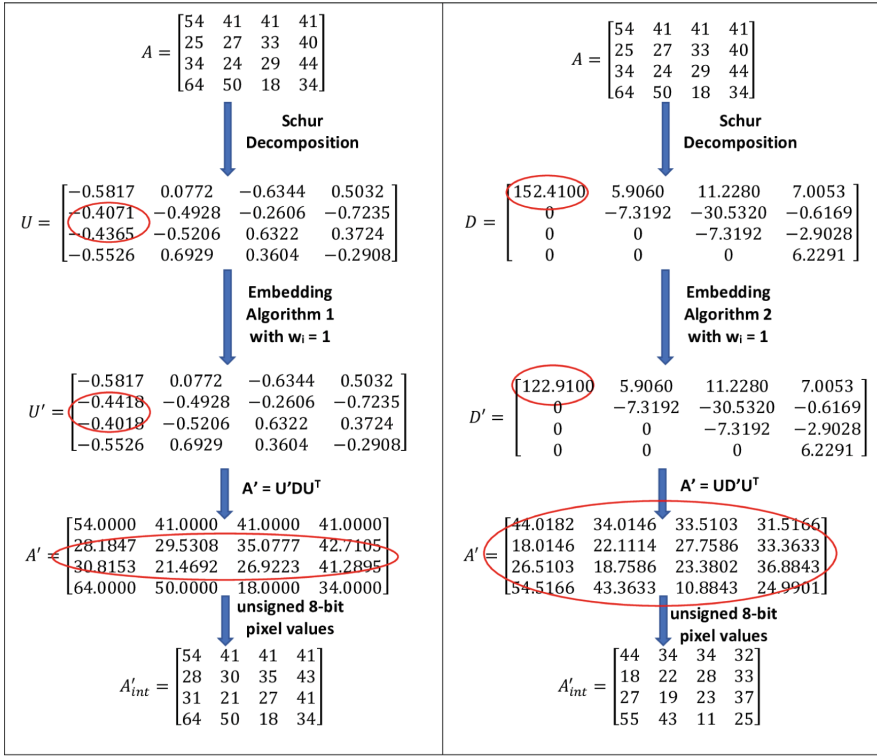 A = [54 41 41 41
25 27 33 40
34 24 29 44
64 50 18 34]
Schur
Decomposition
U = [−0.5817 0.0772 −0.6344 0.5032
−0.4071 −0.4928 −0.2606 −0.7235
−0.4365 −0.5206 0.6322 0.3724
−0.5526 0.6929 0.3604 −0.2908]
Embedding
Algorithm 1
with wᵢ = 1
U′ = [−0.5817 0.0772 −0.6344 0.5032
−0.4418 −0.4928 −0.2606 −0.7235
−0.4018 −0.5206 0.6322 0.3724
−0.5526 0.6929 0.3604 −0.2908]
A′ = U′DUᵀ
A′ = [54.0000 41.0000 41.0000 41.0000
28.1847 29.5308 35.0777 42.7105
30.8153 21.4692 26.9223 41.2895
64.0000 50.0000 18.0000 34.0000]
unsigned 8-bit
pixel values
A′int = [54 41 41 41
28 30 35 43
31 21 27 41
64 50 18 34]
A = [54 41 41 41
25 27 33 40
34 24 29 44
64 50 18 34]
Schur
Decomposition
D = [152.4100 5.9060 11.2280 7.0053
0 −7.3192 −30.5320 −0.6169
0 0 −7.3192 −2.9028
0 0 0 6.2291]
Embedding
Algorithm 2
with wᵢ = 1
D′ = [122.9100 5.9060 11.2280 7.0053
0 −7.3192 −30.5320 −0.6169
0 0 −7.3192 −2.9028
0 0 0 6.2291]
A′ = UD′Uᵀ
A′ = [44.0182 34.0146 33.5103 31.5166
18.0146 22.1114 27.7586 33.3633
26.5103 18.7586 23.3802 36.8843
54.5166 43.3633 10.8843 24.9901]
unsigned 8-bit
pixel values
A′int = [44 34 34 32
18 22 28 33
27 19 23 37
55 43 11 25]